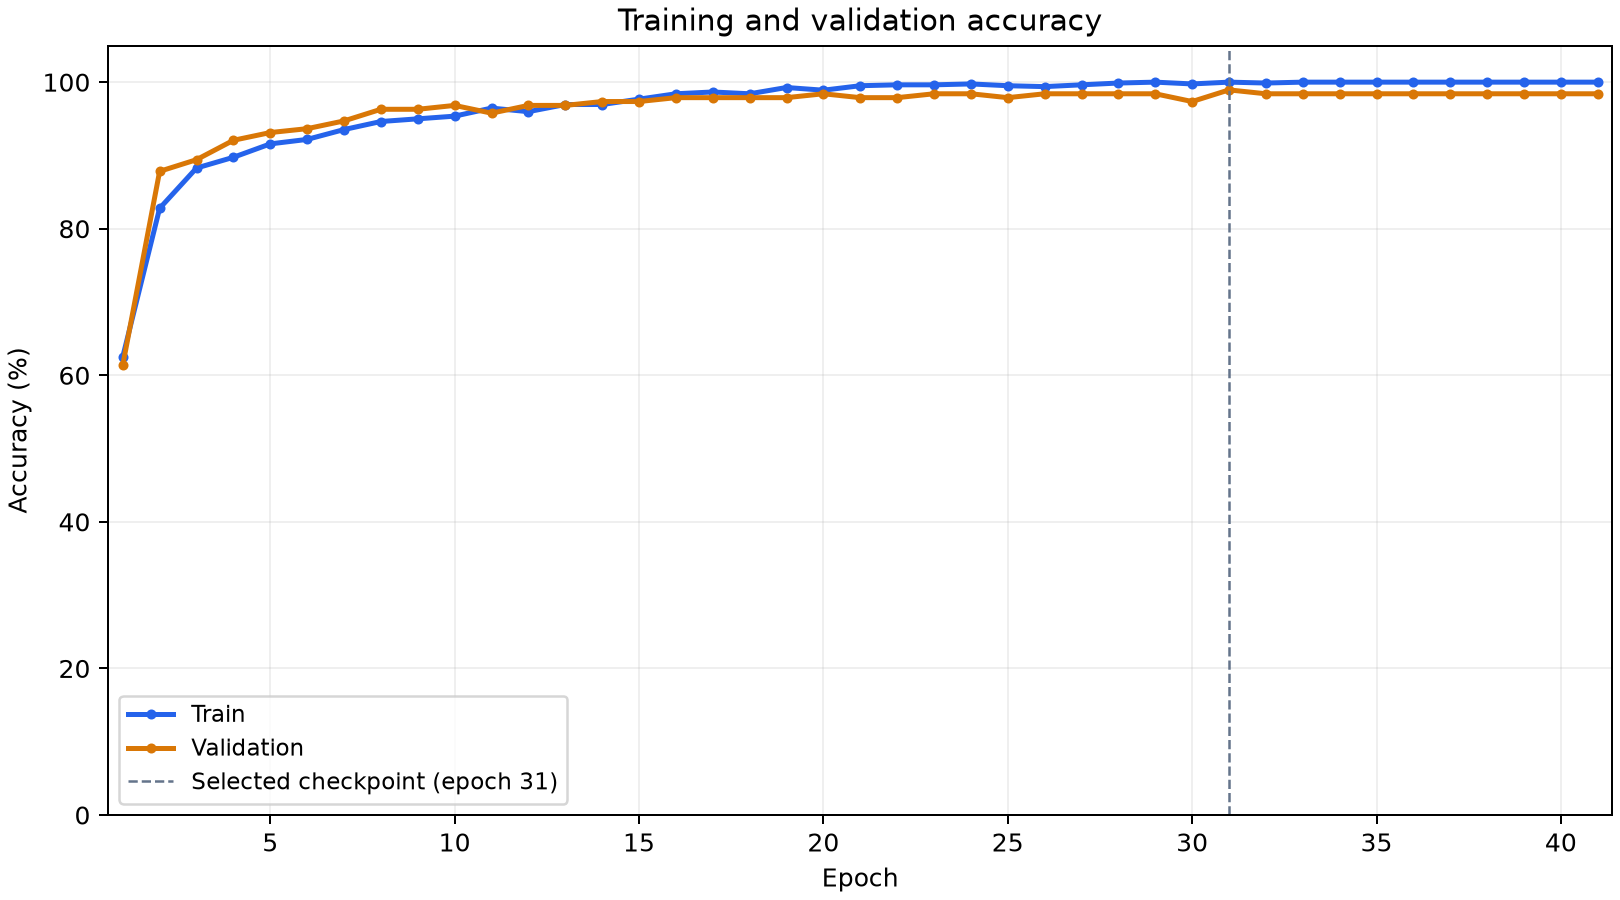 Training and validation accuracy
100
80
60
40
20
0
Accuracy (%)
Train
Validation
Selected checkpoint (epoch 31)
5 10 15 20 25 30 35 40
Epoch